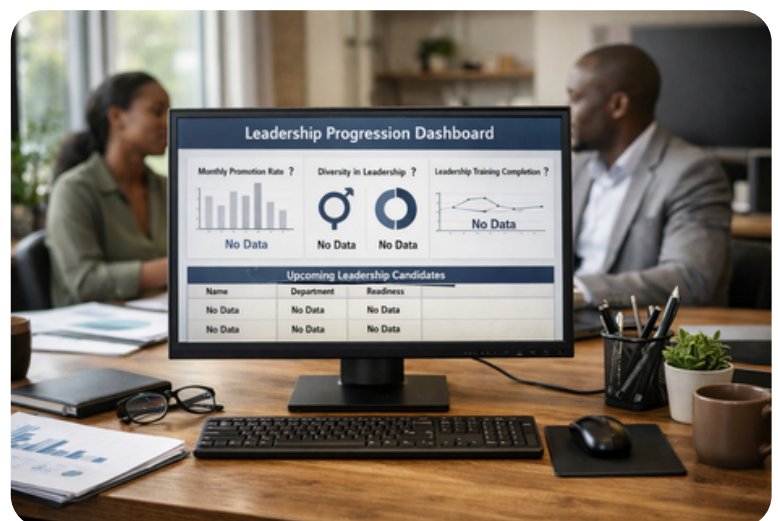 Leadership Progression Dashboard
Monthly Promotion Rate ?
Diversity in Leadership ?
Leadership Training Completion ?
No Data
No Data
No Data
No Data
Upcoming Leadership Candidates
Name Department Readiness
No Data No Data No Data
No Data No Data No Data